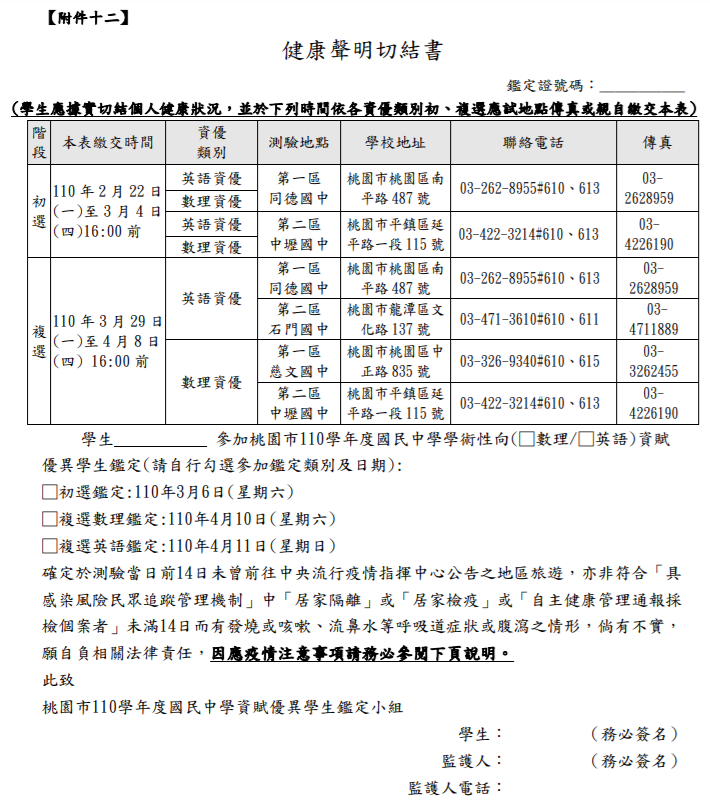 【附件十二】
健康聲明切結書
鑑定證號碼：__________
(學生應據實切結個人健康狀況，並於下列時間依各資優類別初、複選應試地點傳真或親自繳交本表)
階段 本表繳交時間 資優類別 測驗地點 學校地址 聯絡電話 傳真
初選 110 年 2 月 22 日(一)至 3 月 4 日(四)16:00 前 英語資優 數理資優 第一區同德國中 桃園市桃園區南平路 487 號 03-262-8955#610、613 03-2628959
英語資優 數理資優 第二區中壢國中 桃園市平鎮區延平路一段 115 號 03-422-3214#610、613 03-4226190
複選 110 年 3 月 29 日(一)至 4 月 8 日(四) 16:00 前 英語資優 第一區同德國中 桃園市桃園區南平路 487 號 03-262-8955#610、613 03-2628959
第二區石門國中 桃園市龍潭區文化路 137 號 03-471-3610#610、611 03-4711889
數理資優 第一區慈文國中 桃園市桃園區中正路 835 號 03-326-9340#610、615 03-3262455
第二區中壢國中 桃園市平鎮區延平路一段 115 號 03-422-3214#610、613 03-4226190
學生__________ 參加桃園市110學年度國民中學學術性向(□數理/□英語)資賦
優異學生鑑定(請自行勾選參加鑑定類別及日期):
□初選鑑定:110年3月6日(星期六)
□複選數理鑑定:110年4月10日(星期六)
□複選英語鑑定:110年4月11日(星期日)
確定於測驗當日前14日未曾前往中央流行疫情指揮中心公告之地區旅遊，亦非符合「具
感染風險民眾追蹤管理機制」中「居家隔離」或「居家檢疫」或「自主健康管理通報採
檢個案者」未滿14日而有發燒或咳嗽、流鼻水等呼吸道症狀或腹瀉之情形，倘有不實，
願自負相關法律責任，因應疫情注意事項請務必參閱下頁說明。
此致
桃園市110學年度國民中學資賦優異學生鑑定小組
學生： (務必簽名)
監護人： (務必簽名)
監護人電話：